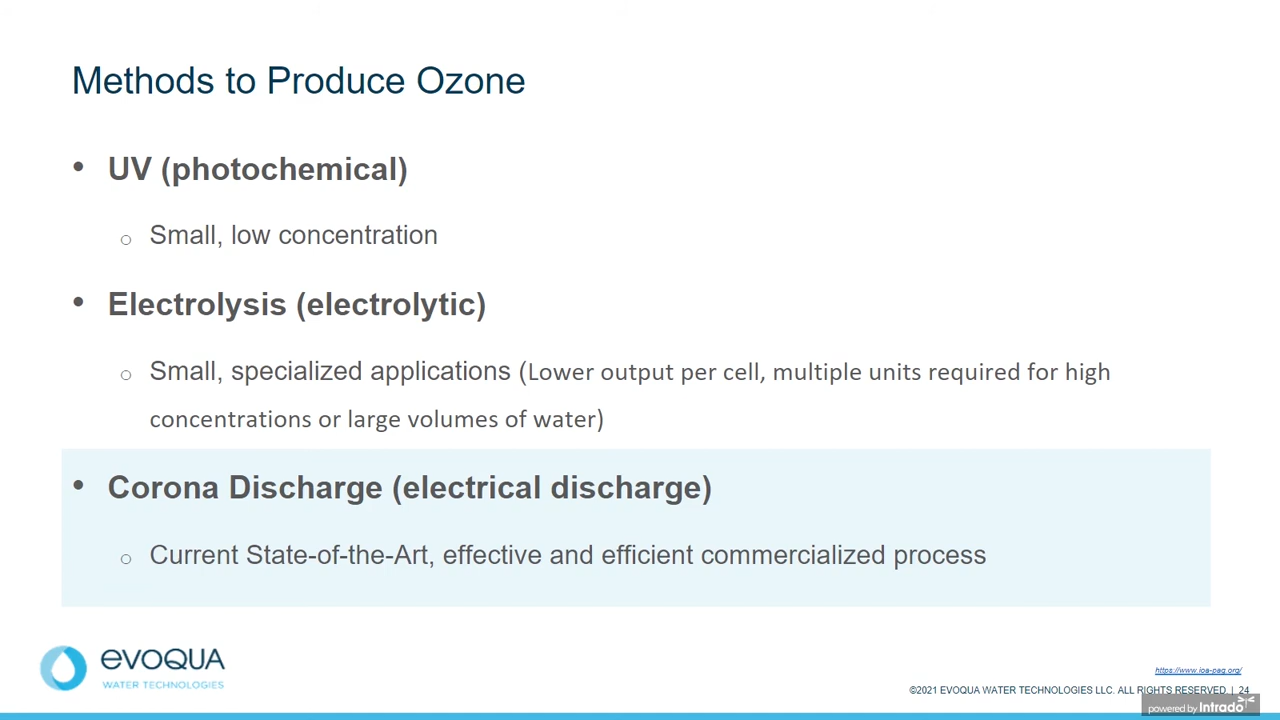 Methods to Produce Ozone
• UV (photochemical)
o Small, low concentration
• Electrolysis (electrolytic)
o Small, specialized applications (Lower output per cell, multiple units required for high
concentrations or large volumes of water)
• Corona Discharge (electrical discharge)
o Current State-of-the-Art, effective and efficient commercialized process
evoqua
WATER TECHNOLOGIES
https://www.ioa-pag.org/
©2021 EVOQUA WATER TECHNOLOGIES LLC. ALL RIGHTS RESERVED | 24
powered by Intrado